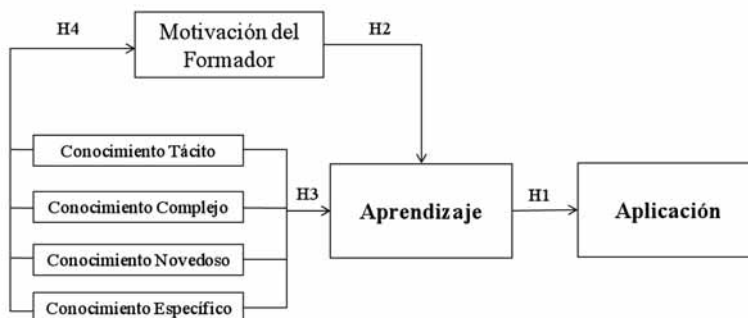 H4
Motivación del
Formador
H2
Conocimiento Tácito
Conocimiento Complejo
Conocimiento Novedoso
Conocimiento Específico
H3
Aprendizaje
H1
Aplicación